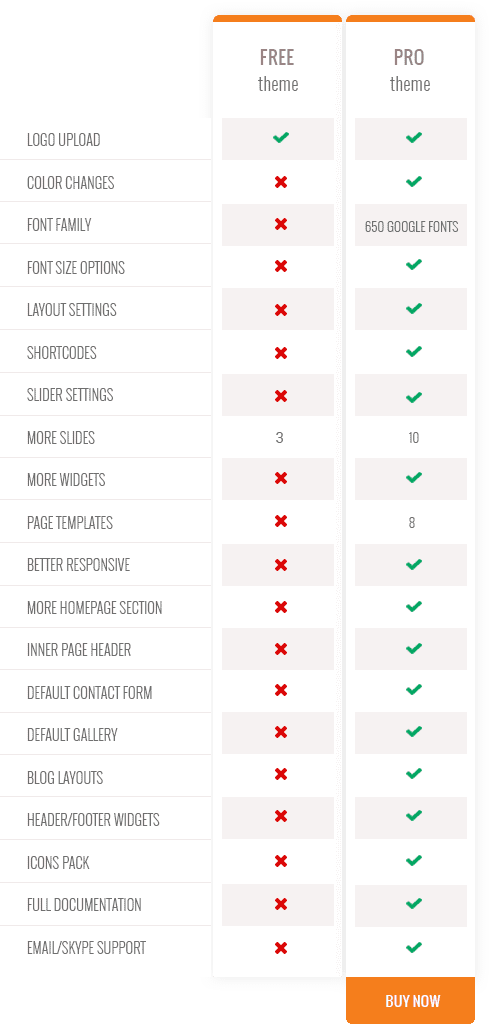 FREE PRO
theme theme
LOGO UPLOAD
COLOR CHANGES
FONT FAMILY 650 GOOGLE FONTS
FONT SIZE OPTIONS
LAYOUT SETTINGS
SHORTCODES
SLIDER SETTINGS
MORE SLIDES 3 10
MORE WIDGETS
PAGE TEMPLATES 8
BETTER RESPONSIVE
MORE HOMEPAGE SECTION
INNER PAGE HEADER
DEFAULT CONTACT FORM
DEFAULT GALLERY
BLOG LAYOUTS
HEADER/FOOTER WIDGETS
ICONS PACK
FULL DOCUMENTATION
EMAIL/SKYPE SUPPORT
BUY NOW